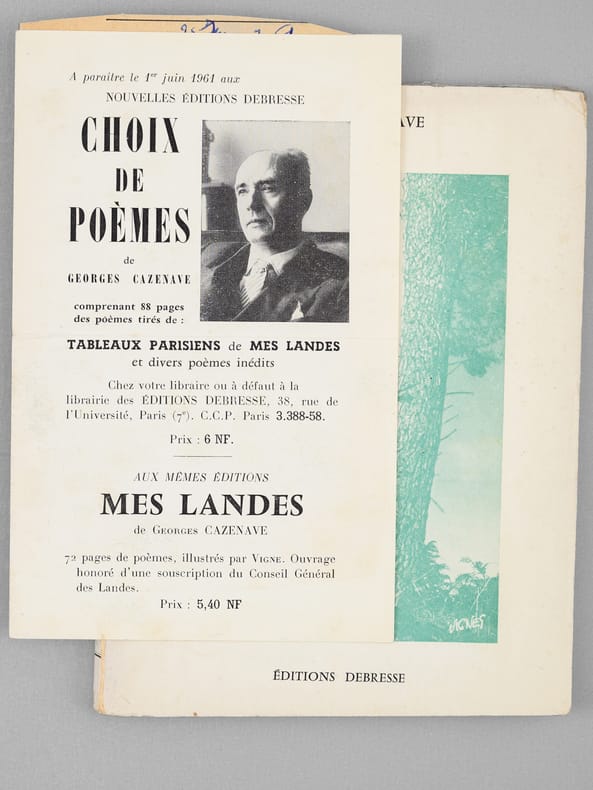 A paraître le 1er juin 1961 aux
NOUVELLES ÉDITIONS DEBRESSE
CHOIX
DE
POÈMES
de
GEORGES CAZENAVE
comprenant 88 pages
des poèmes tirés de :
TABLEAUX PARISIENS de MES LANDES
et divers poèmes inédits
Chez votre libraire ou à défaut à la
librairie des ÉDITIONS DEBRESSE, 38, rue de
l'Université, Paris (7e). C.C.P. Paris 3.388-58.
Prix : 6 NF.
AUX MÊMES ÉDITIONS
MES LANDES
de Georges CAZENAVE
72 pages de poèmes, illustrés par Vigne. Ouvrage
honoré d'une souscription du Conseil Général
des Landes.
Prix : 5,40 NF
AVE
VIGNES
ÉDITIONS DEBRESSE